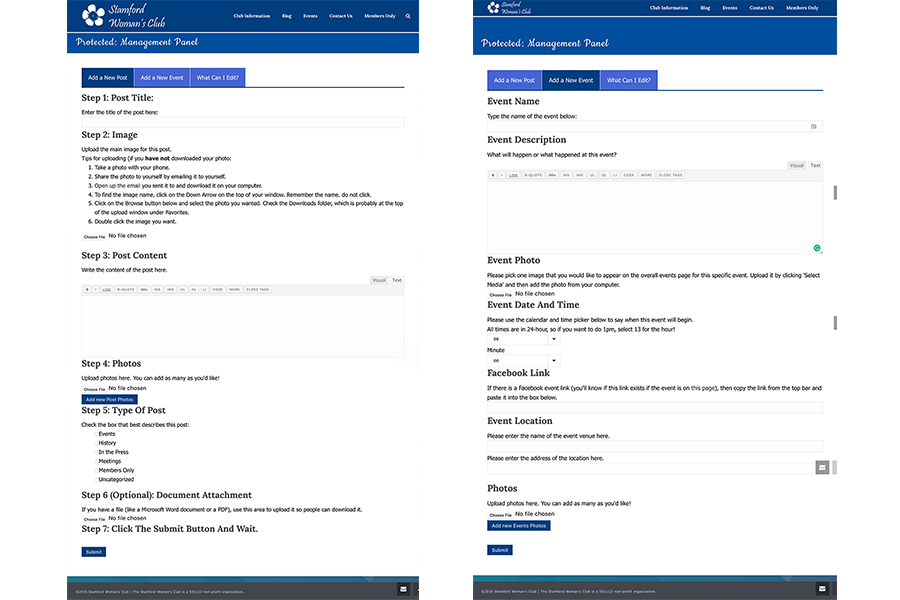 Stamford
Woman's Club
Club Information Blog Events Contact Us Members Only
Protected: Management Panel
Add a New Post Add a New Event What Can I Edit?
Step 1: Post Title:
Enter the title of the post here:
Step 2: Image
Upload the main image for this post.
Tips for uploading (if you have not downloaded your photo:
1. Take a photo with your phone.
2. Share the photo to yourself by emailing it to yourself.
3. Open up the email you sent it to and download it on your computer.
4. To find the image name, click on the Down Arrow on the top of your window. Remember the name, do not click.
5. Click on the Browse button below and select the photo you wanted. Check the Downloads folder, which is probably at the top
of the upload window under Favorites.
6. Double click the image you want.
Choose File No file chosen
Step 3: Post Content
Write the content of the post here.
Visual Text
B I LINK B-QUOTE DEL INS IMG UL OL LI CODE MORE CLOSE TAGS
Step 4: Photos
Upload photos here. You can add as many as you'd like!
Choose File No file chosen
Add new Post Photos
Step 5: Type Of Post
Check the box that best describes this post:
Events
History
In the Press
Meetings
Members Only
Uncategorized
Step 6 (Optional): Document Attachment
If you have a file (like a Microsoft Word document or a PDF), use this area to upload it so people can download it.
Choose File No file chosen
Step 7: Click The Submit Button And Wait.
Submit
©2016 Stamford Woman's Club | The Stamford Woman's Club is a 501(c)3 non-profit organization.
Stamford
Woman's Club
Club Information Blog Events Contact Us Members Only
Protected: Management Panel
Add a New Post Add a New Event What Can I Edit?
Event Name
Type the name of the event below:
Event Description
What will happen or what happened at this event?
Visual Text
B I LINK B-QUOTE DEL INS IMG UL OL LI CODE MORE CLOSE TAGS
Event Photo
Please pick one image that you would like to appear on the overall events page for this specific event. Upload it by clicking 'Select
Media' and then add the photo from your computer.
Choose File No file chosen
Event Date And Time
Please use the calendar and time picker below to say when this event will begin.
All times are in 24-hour, so if you want to do 1pm, select 13 for the hour!
Minute
Facebook Link
If there is a Facebook event link (you'll know if this link exists if the event is on this page), then copy the link from the top bar and
paste it into the box below.
Event Location
Please enter the name of the event venue here.
Please enter the address of the location here.
Photos
Upload photos here. You can add as many as you'd like!
Choose File No file chosen
Add new Events Photos
Submit
©2016 Stamford Woman's Club | The Stamford Woman's Club is a 501(c)3 non-profit organization.